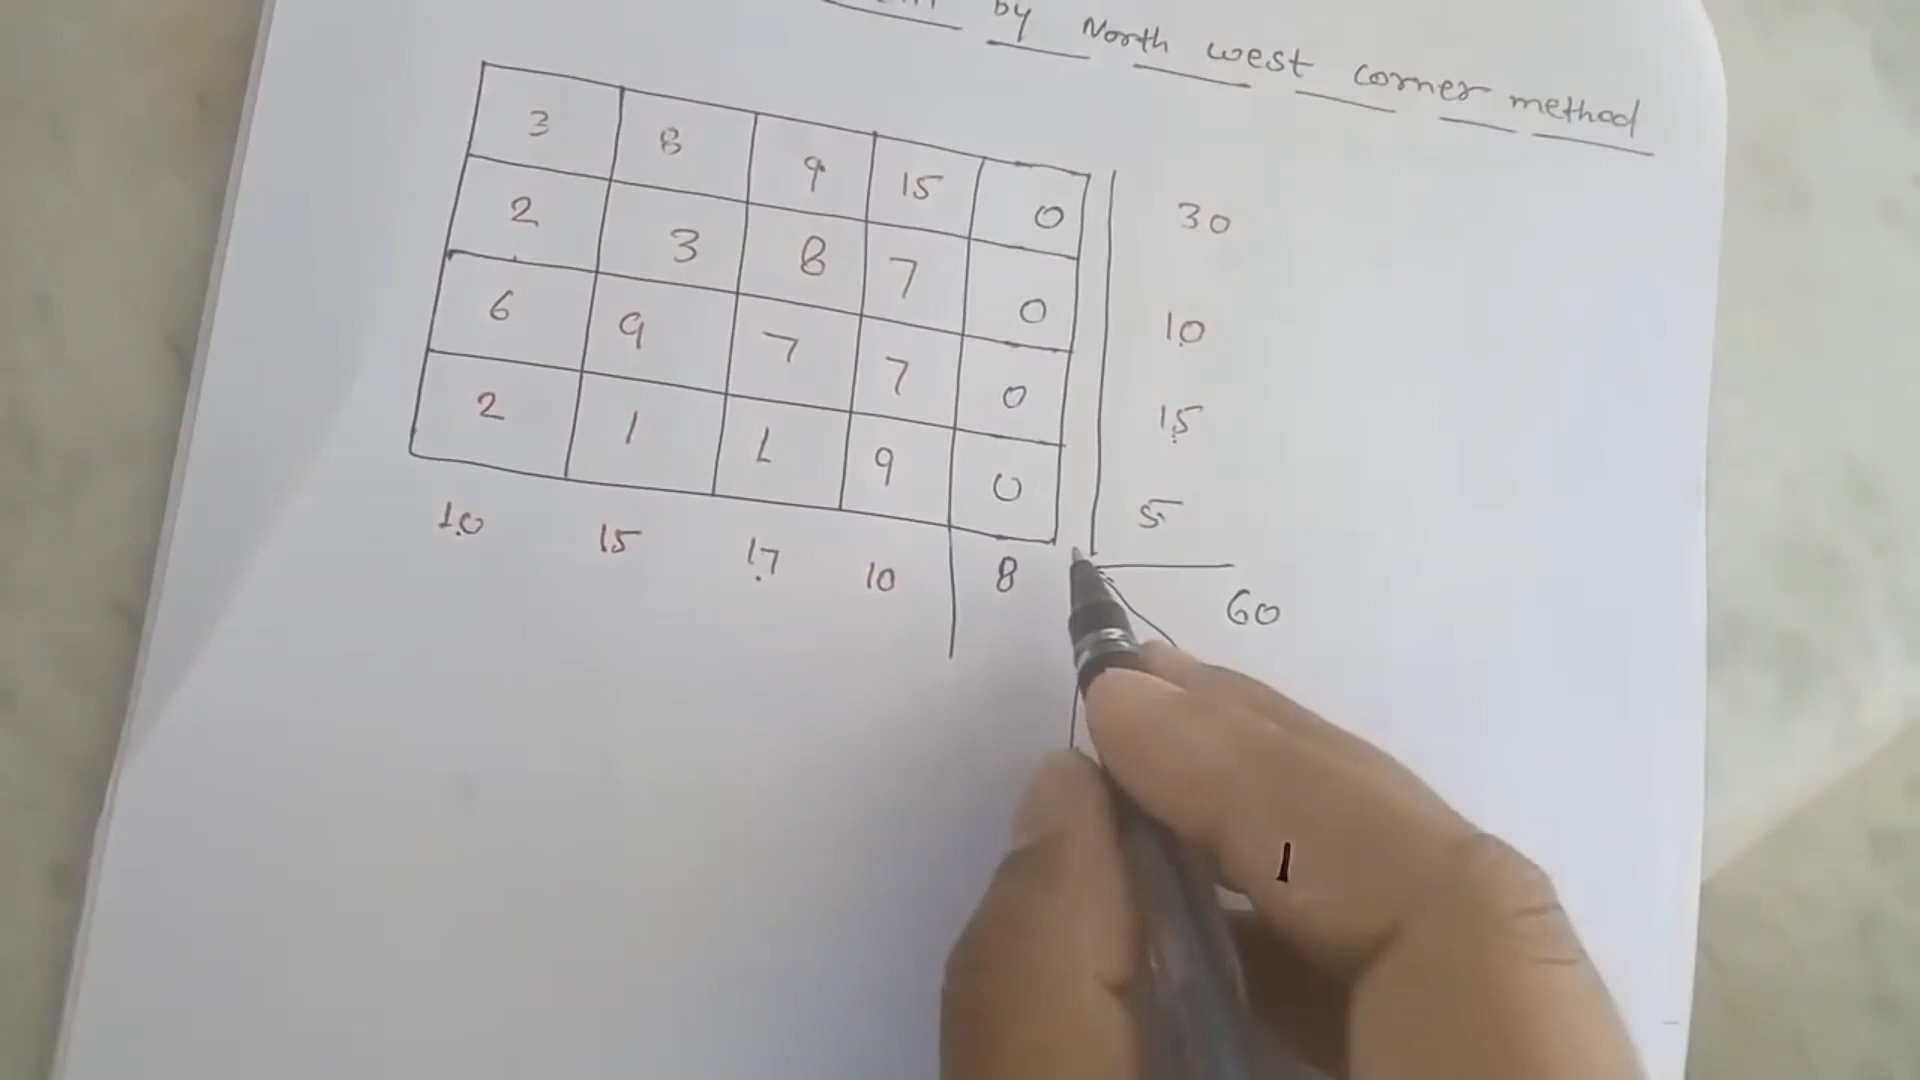 by North west corner method
3 8 9 15 0 30
2 3 8 7 0 10
6 9 7 7 0 15
2 1 1 9 0 5
10 15 17 10 8 60